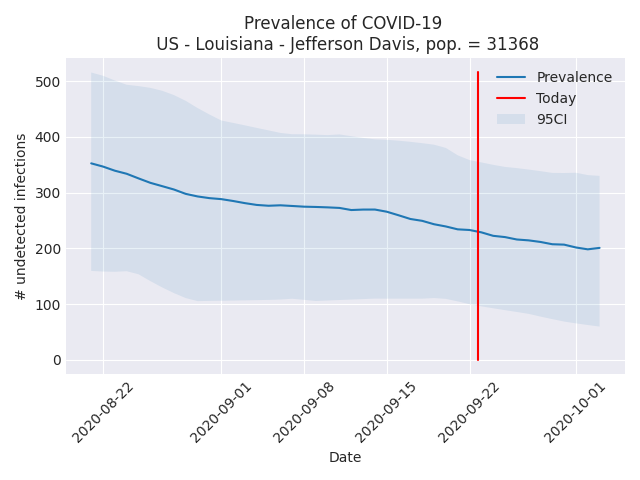 Prevalence of COVID-19
US - Louisiana - Jefferson Davis, pop. = 31368
Prevalence
Today
95CI
# undetected infections
500
400
300
200
100
0
2020-08-22
2020-09-01
2020-09-08
2020-09-15
2020-09-22
2020-10-01
Date